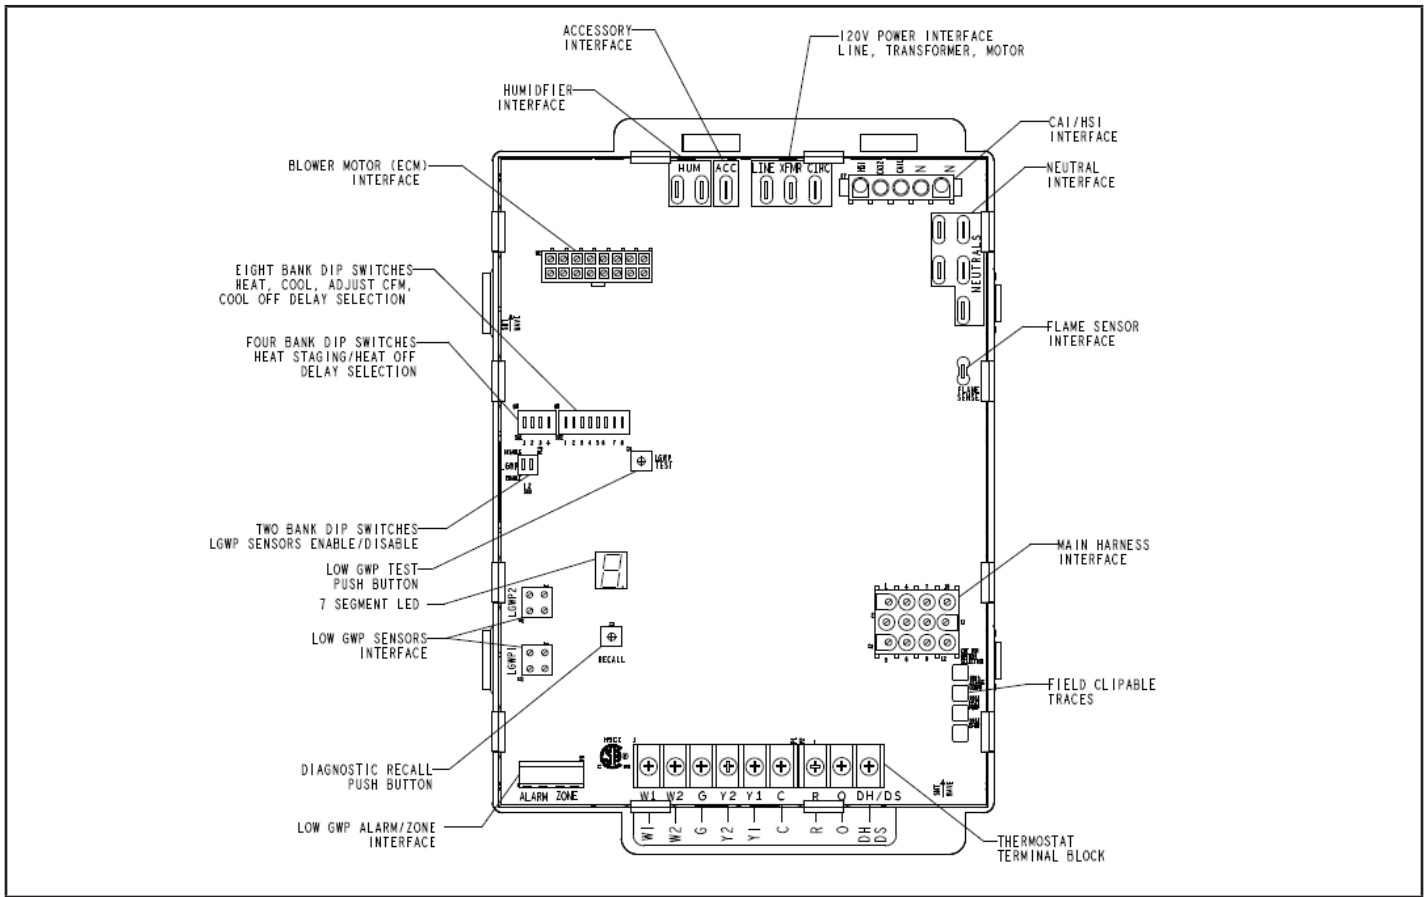 ACCESSORY
INTERFACE
120V POWER INTERFACE
LINE, TRANSFORMER, MOTOR
HUMIDFIER
INTERFACE
CAI/HSI
INTERFACE
BLOWER MOTOR (ECM)
INTERFACE
NEUTRAL
INTERFACE
HUM
ACC
LINE XFMR CIRC
HSI
N
N
NEUTRALS
EIGHT BANK DIP SWITCHES
HEAT, COOL, ADJUST CFM,
COOL OFF DELAY SELECTION
FOUR BANK DIP SWITCHES
HEAT STAGING/HEAT OFF
DELAY SELECTION
FLAME SENSOR
INTERFACE
FLAME
SENSE
1 2 3 4
1 2 3 4 5 6 7 8
LGWP
TEST
TWO BANK DIP SWITCHES
LGWP SENSORS ENABLE/DISABLE
LOW GWP TEST
PUSH BUTTON
7 SEGMENT LED
LGWP2
LOW GWP SENSORS
INTERFACE
LGWP1
RECALL
MAIN HARNESS
INTERFACE
FIELD CLIPABLE
TRACES
DIAGNOSTIC RECALL
PUSH BUTTON
ALARM ZONE
LOW GWP ALARM/ZONE
INTERFACE
W1 W2 G Y2 Y1 C R O DH/DS
W1 W2 G Y2 Y1 C R O DH DS
THERMOSTAT
TERMINAL BLOCK